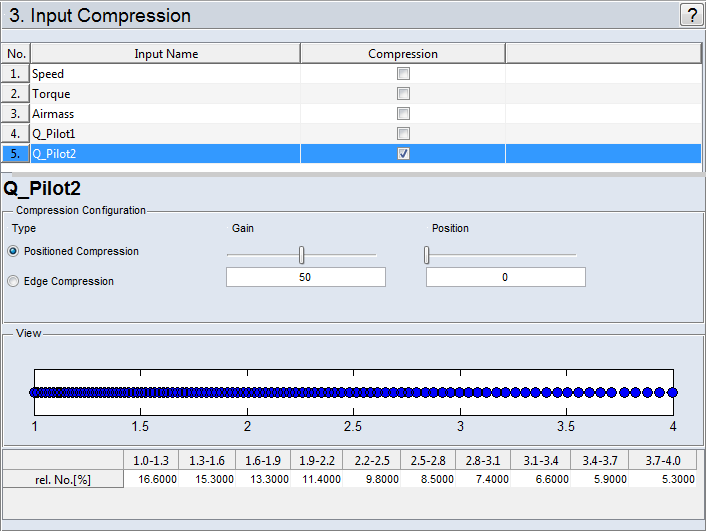 3. Input Compression ?
No. Input Name Compression
1. Speed
2. Torque
3. Airmass
4. Q_Pilot1
5. Q_Pilot2
Q_Pilot2
Compression Configuration
Type Gain Position
Positioned Compression
50 0
Edge Compression
View
1 1.5 2 2.5 3 3.5 4
1.0-1.3 1.3-1.6 1.6-1.9 1.9-2.2 2.2-2.5 2.5-2.8 2.8-3.1 3.1-3.4 3.4-3.7 3.7-4.0
rel. No.[%] 16.6000 15.3000 13.3000 11.4000 9.8000 8.5000 7.4000 6.6000 5.9000 5.3000